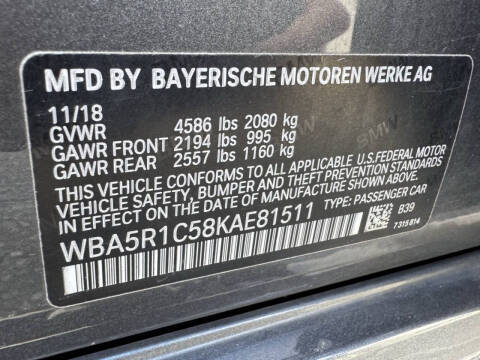 MFD BY BAYERISCHE MOTOREN WERKE AG
11/18
GVWR 4586 lbs 2080 kg
GAWR FRONT 2194 lbs 995 kg
GAWR REAR 2557 lbs 1160 kg
THIS VEHICLE CONFORMS TO ALL APPLICABLE U.S.FEDERAL MOTOR
VEHICLE SAFETY, BUMPER AND THEFT PREVENTION STANDARDS
IN EFFECT ON THE DATE OF MANUFACTURE SHOWN ABOVE.
WBA5R1C58KAE81511 TYPE: PASSENGER CAR
B39
7315814